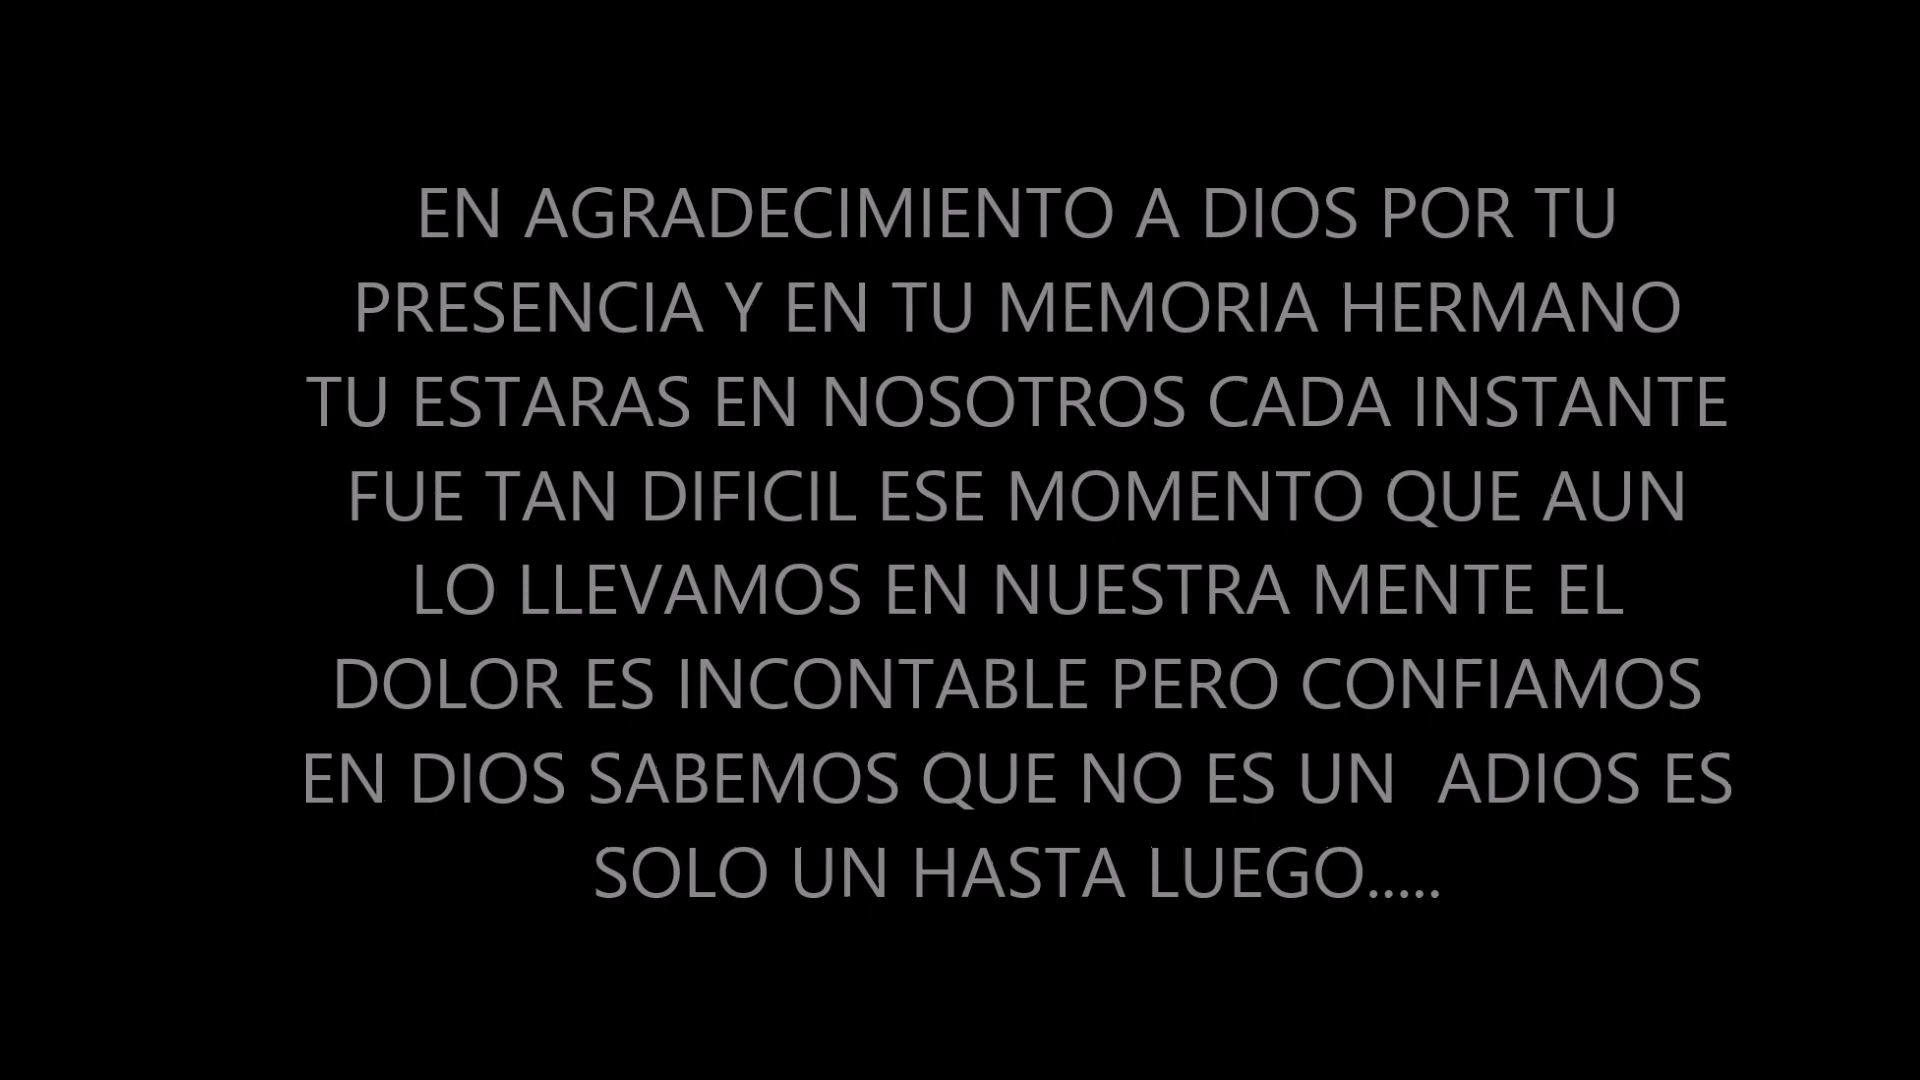 EN AGRADECIMIENTO A DIOS POR TU
PRESENCIA Y EN TU MEMORIA HERMANO
TU ESTARAS EN NOSOTROS CADA INSTANTE
FUE TAN DIFICIL ESE MOMENTO QUE AUN
LO LLEVAMOS EN NUESTRA MENTE EL
DOLOR ES INCONTABLE PERO CONFIAMOS
EN DIOS SABEMOS QUE NO ES UN  ADIOS ES
SOLO UN HASTA LUEGO.....